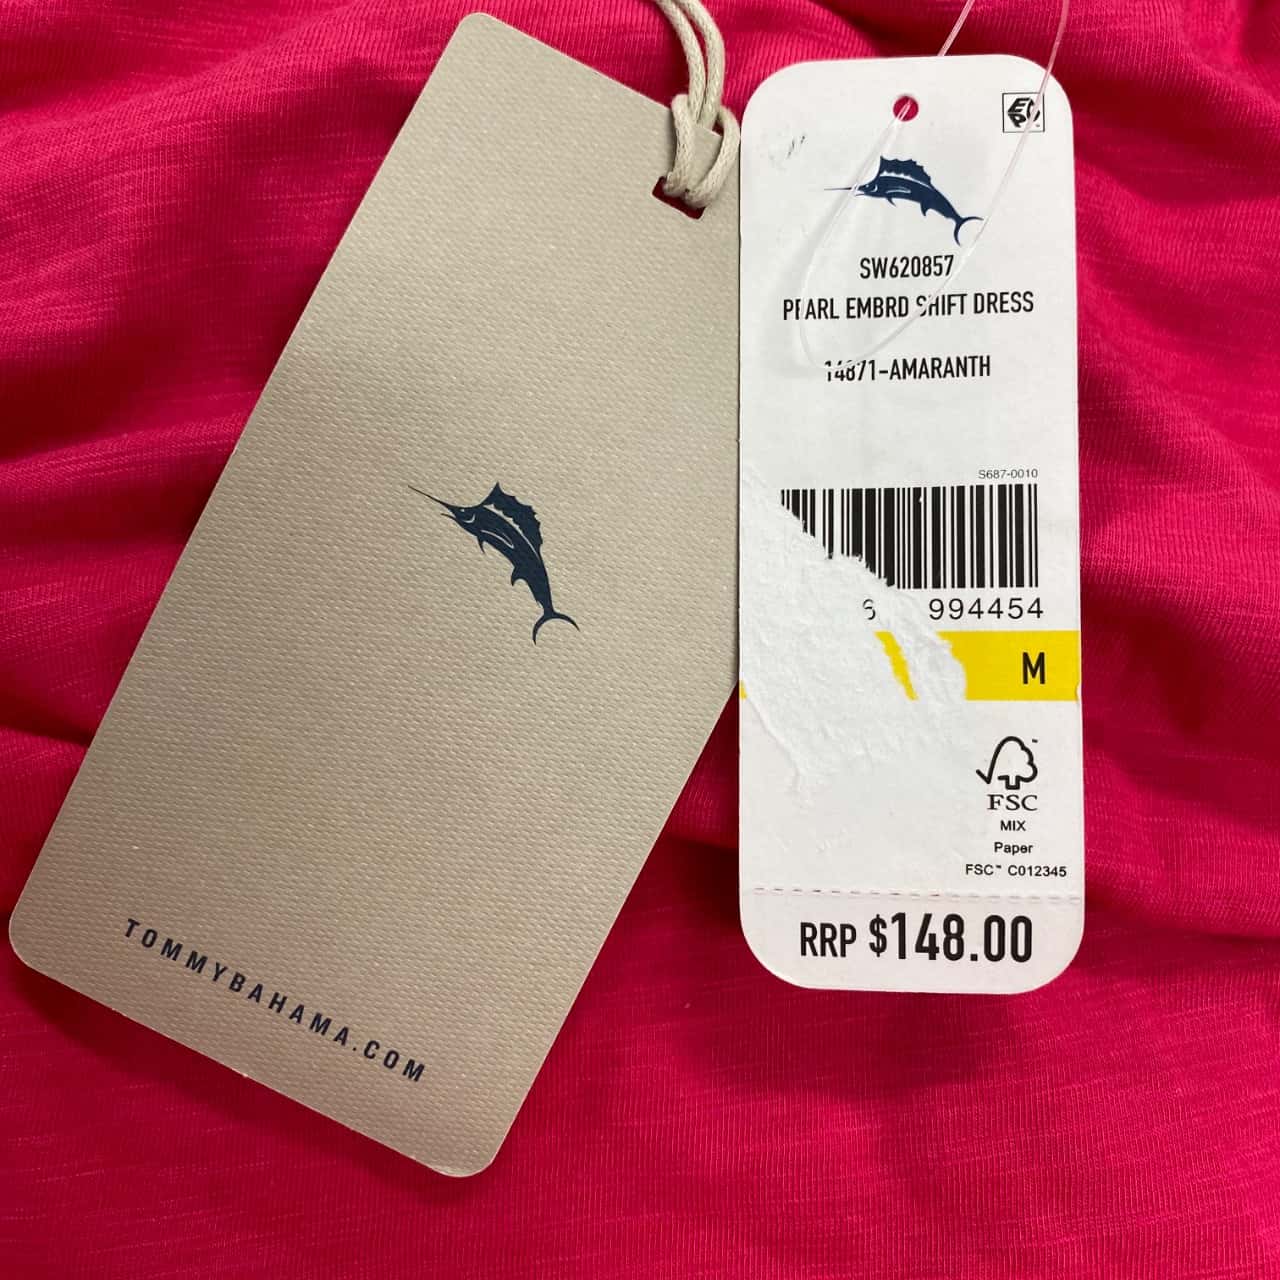 TOMMYBAHAMA.COM
SW620857
PEARL EMBRD SHIFT DRESS
14871-AMARANTH
S687-0010
994454
M
FSC™
MIX
Paper
FSC™ C012345
RRP $148.00